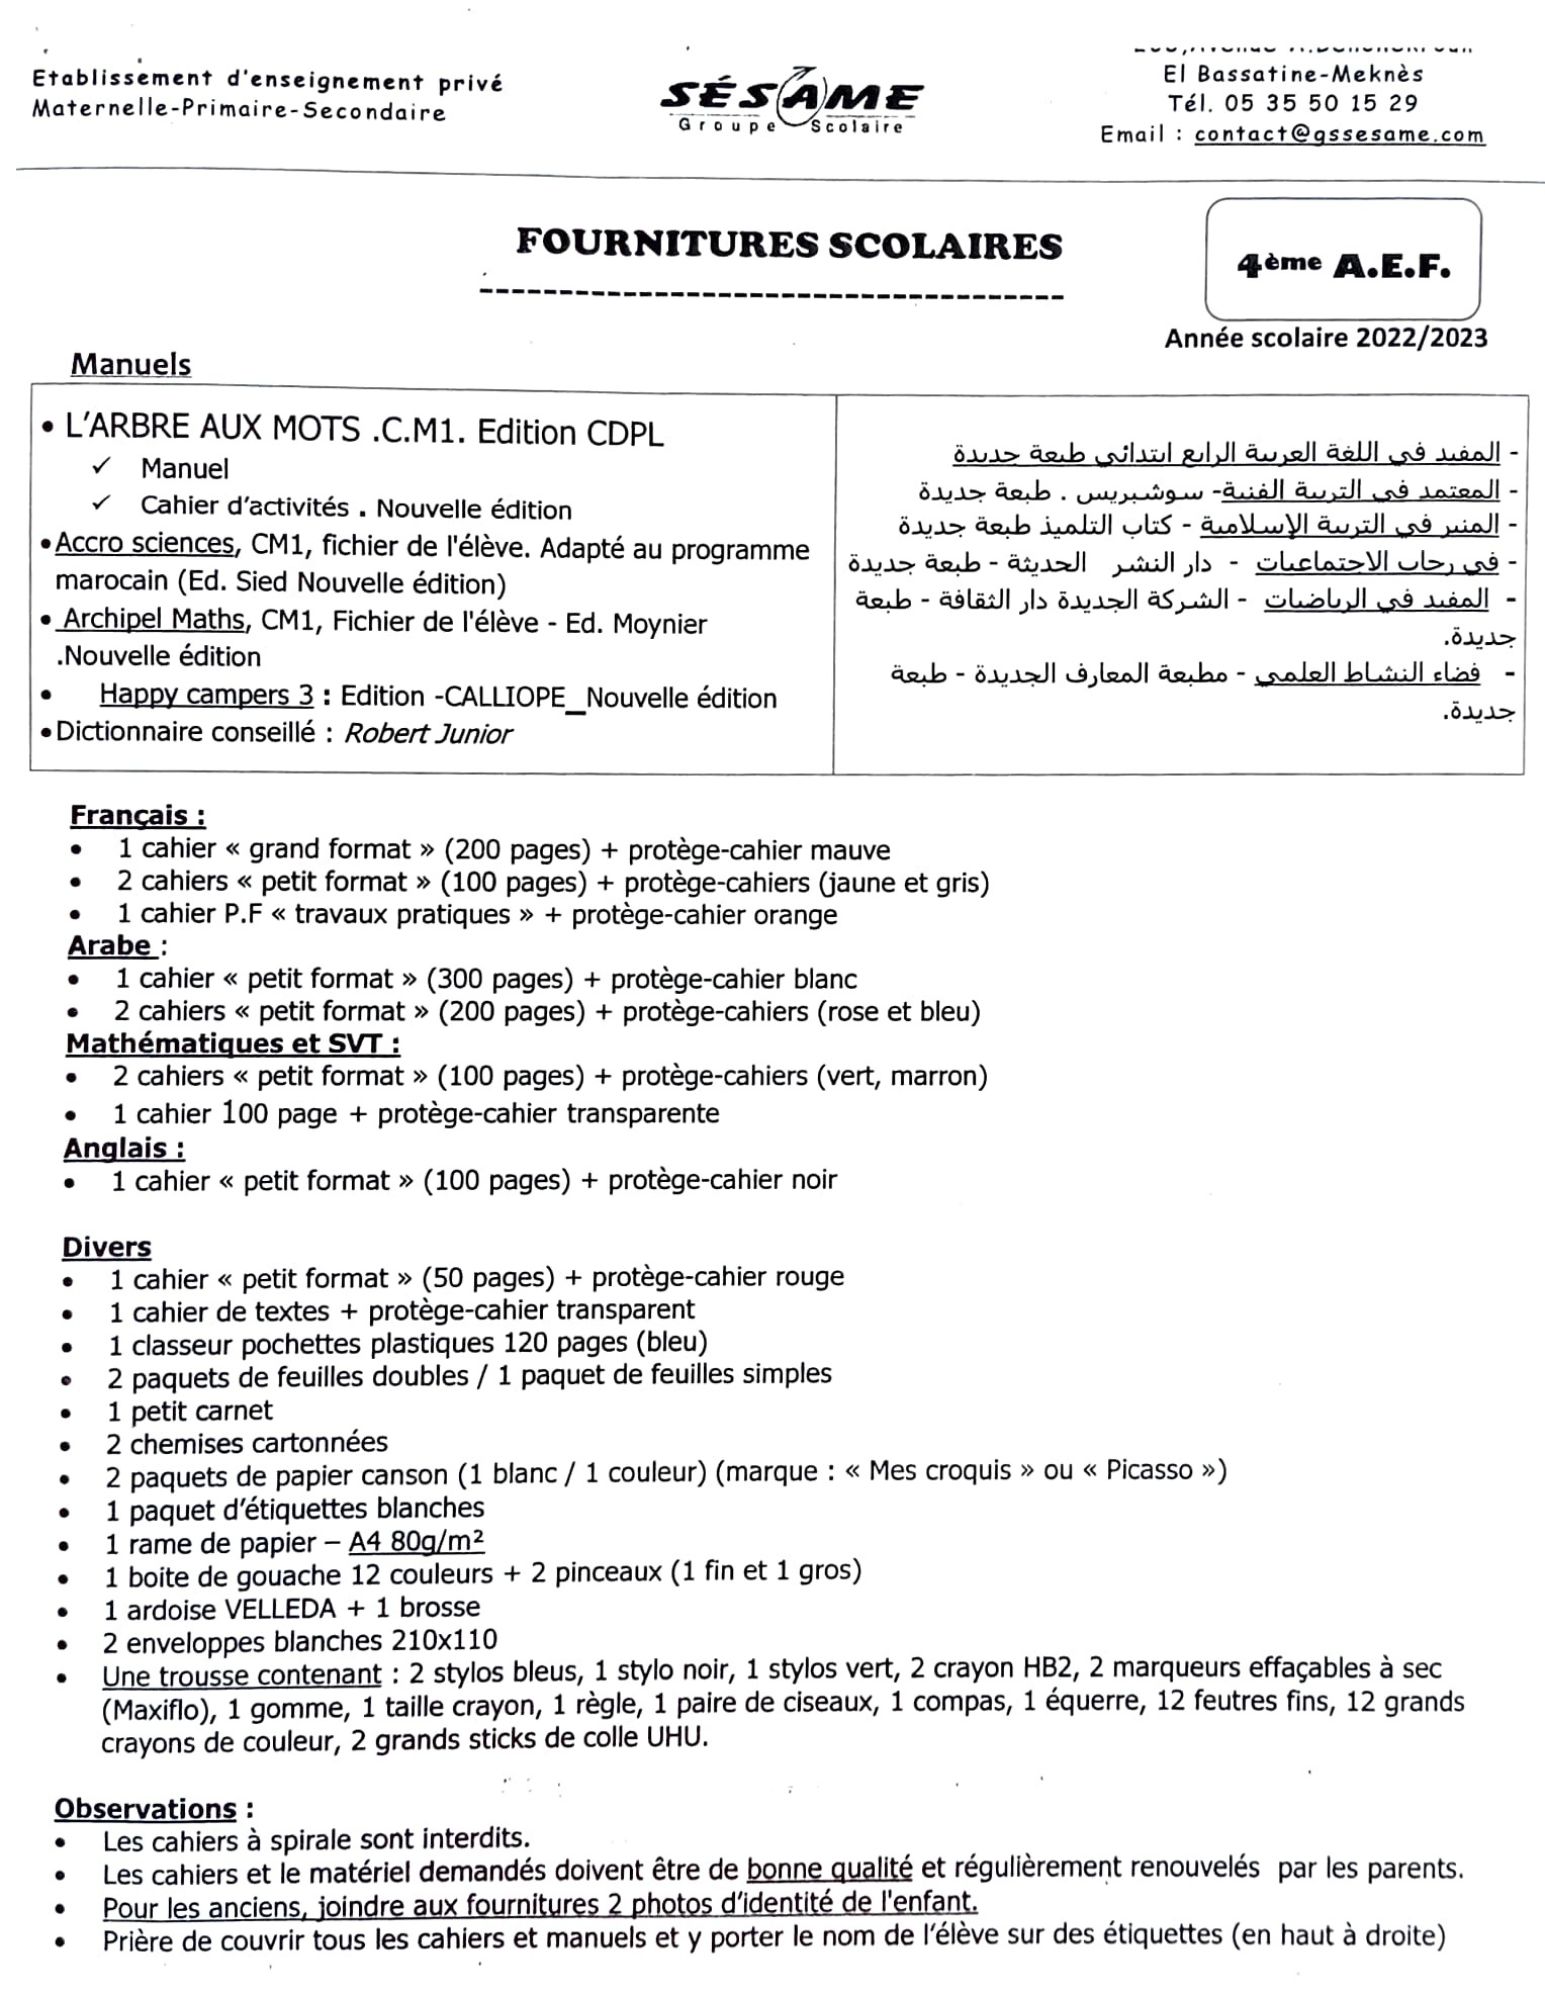 Etablissement d'enseignement privé
Maternelle-Primaire-Secondaire
SÉSAME
Groupe Scolaire
El Bassatine-Meknès
Tél. 05 35 50 15 29
Email : contact@gssesame.com
FOURNITURES SCOLAIRES
4ème A.E.F.
Année scolaire 2022/2023
Manuels
• L'ARBRE AUX MOTS .C.M1. Edition CDPL
✓ Manuel
✓ Cahier d'activités . Nouvelle édition
• Accro sciences, CM1, fichier de l'élève. Adapté au programme
marocain (Ed. Sied Nouvelle édition)
• Archipel Maths, CM1, Fichier de l'élève - Ed. Moynier
.Nouvelle édition
• Happy campers 3 : Edition -CALLIOPE_Nouvelle édition
• Dictionnaire conseillé : Robert Junior
- المفيد في اللغة العربية الرابع ابتدائي طبعة جديدة
- المعتمد في التربية الفنية- سوشبريس . طبعة جديدة
- المنير في التربية الإسلامية - كتاب التلميذ طبعة جديدة
- في رحاب الاجتماعيات - دار النشر الحديثة - طبعة جديدة
- المفيد في الرياضيات - الشركة الجديدة دار الثقافة - طبعة
جديدة.
- فضاء النشاط العلمي - مطبعة المعارف الجديدة - طبعة
جديدة.
Français :
• 1 cahier « grand format » (200 pages) + protège-cahier mauve
• 2 cahiers « petit format » (100 pages) + protège-cahiers (jaune et gris)
• 1 cahier P.F « travaux pratiques » + protège-cahier orange
Arabe :
• 1 cahier « petit format » (300 pages) + protège-cahier blanc
• 2 cahiers « petit format » (200 pages) + protège-cahiers (rose et bleu)
Mathématiques et SVT :
• 2 cahiers « petit format » (100 pages) + protège-cahiers (vert, marron)
• 1 cahier 100 page + protège-cahier transparente
Anglais :
• 1 cahier « petit format » (100 pages) + protège-cahier noir
Divers
• 1 cahier « petit format » (50 pages) + protège-cahier rouge
• 1 cahier de textes + protège-cahier transparent
• 1 classeur pochettes plastiques 120 pages (bleu)
• 2 paquets de feuilles doubles / 1 paquet de feuilles simples
• 1 petit carnet
• 2 chemises cartonnées
• 2 paquets de papier canson (1 blanc / 1 couleur) (marque : « Mes croquis » ou « Picasso »)
• 1 paquet d'étiquettes blanches
• 1 rame de papier – A4 80g/m²
• 1 boite de gouache 12 couleurs + 2 pinceaux (1 fin et 1 gros)
• 1 ardoise VELLEDA + 1 brosse
• 2 enveloppes blanches 210x110
• Une trousse contenant : 2 stylos bleus, 1 stylo noir, 1 stylos vert, 2 crayon HB2, 2 marqueurs effaçables à sec
(Maxiflo), 1 gomme, 1 taille crayon, 1 règle, 1 paire de ciseaux, 1 compas, 1 équerre, 12 feutres fins, 12 grands
crayons de couleur, 2 grands sticks de colle UHU.
Observations :
• Les cahiers à spirale sont interdits.
• Les cahiers et le matériel demandés doivent être de bonne qualité et régulièrement renouvelés par les parents.
• Pour les anciens, joindre aux fournitures 2 photos d'identité de l'enfant.
• Prière de couvrir tous les cahiers et manuels et y porter le nom de l'élève sur des étiquettes (en haut à droite)